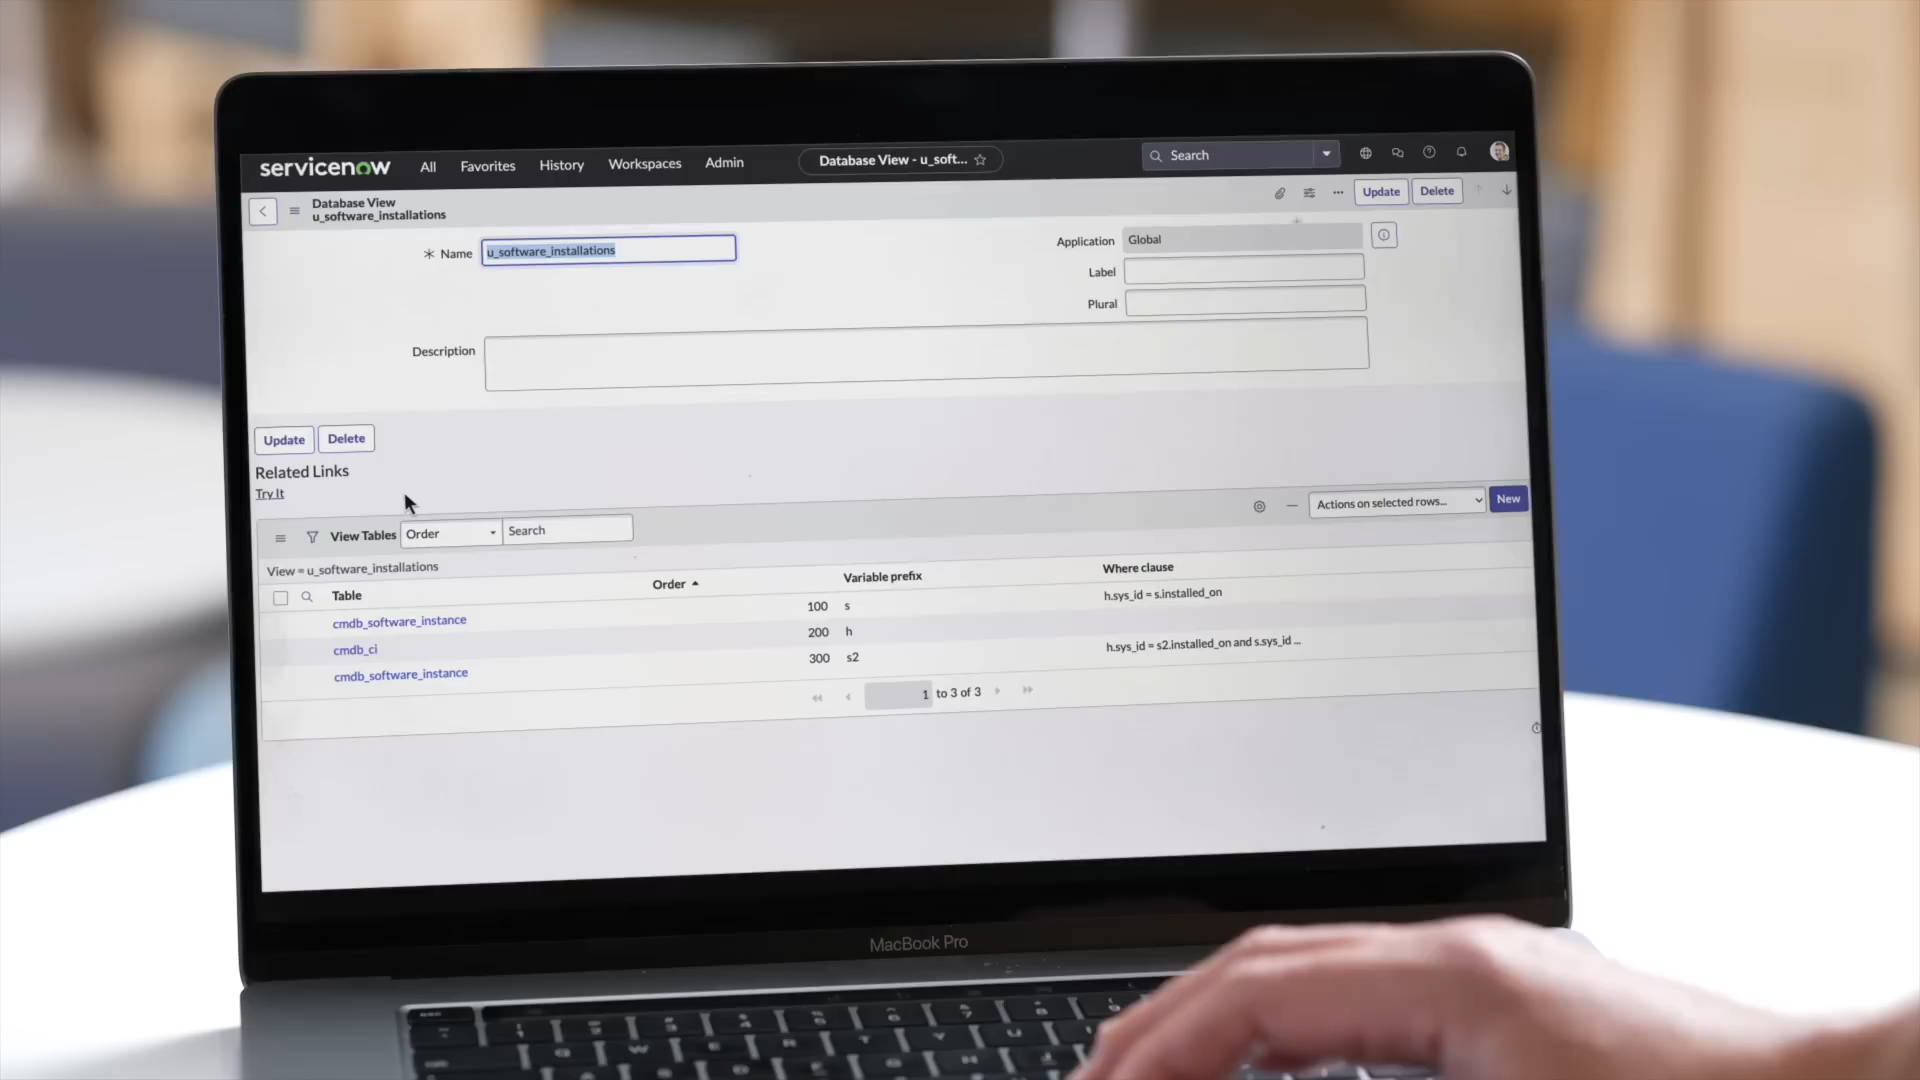 servicenow All Favorites History Workspaces Admin Database View - u_soft... Search
Database View
u_software_installations
Update Delete
Name u_software_installations
Application Global
Label
Plural
Description
Update Delete
Related Links
Try It
View Tables Order Search Actions on selected rows... New
View = u_software_installations
Table Order Variable prefix Where clause
cmdb_software_instance 100 s h.sys_id = s.installed_on
cmdb_ci 200 h
cmdb_software_instance 300 s2 h.sys_id = s2.installed_on and s.sys_id ...
1 to 3 of 3
MacBook Pro